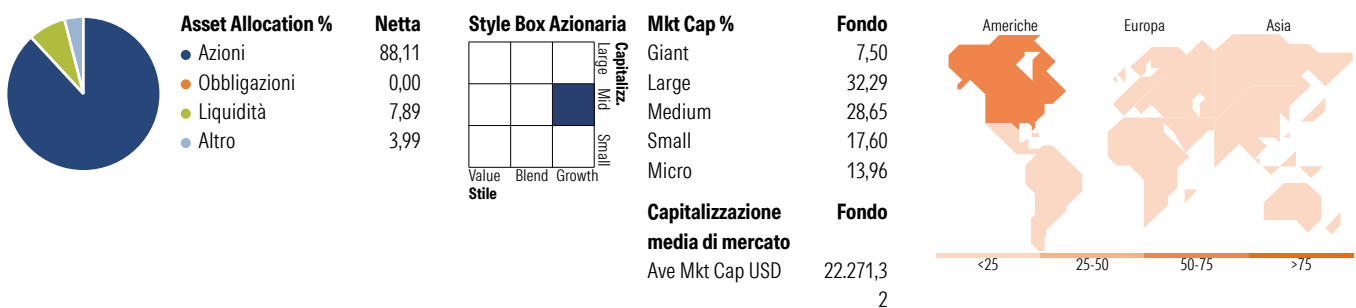 Asset Allocation % Netta
Azioni 88,11
Obbligazioni 0,00
Liquidità 7,89
Altro 3,99
Style Box Azionaria
Capitalizz.
Large
Mid
Small
Value Blend Growth
Stile
Mkt Cap % Fondo
Giant 7,50
Large 32,29
Medium 28,65
Small 17,60
Micro 13,96
Capitalizzazione Fondo
media di mercato
Ave Mkt Cap USD 22.271,3
2
Americhe Europa Asia
<25 25-50 50-75 >75